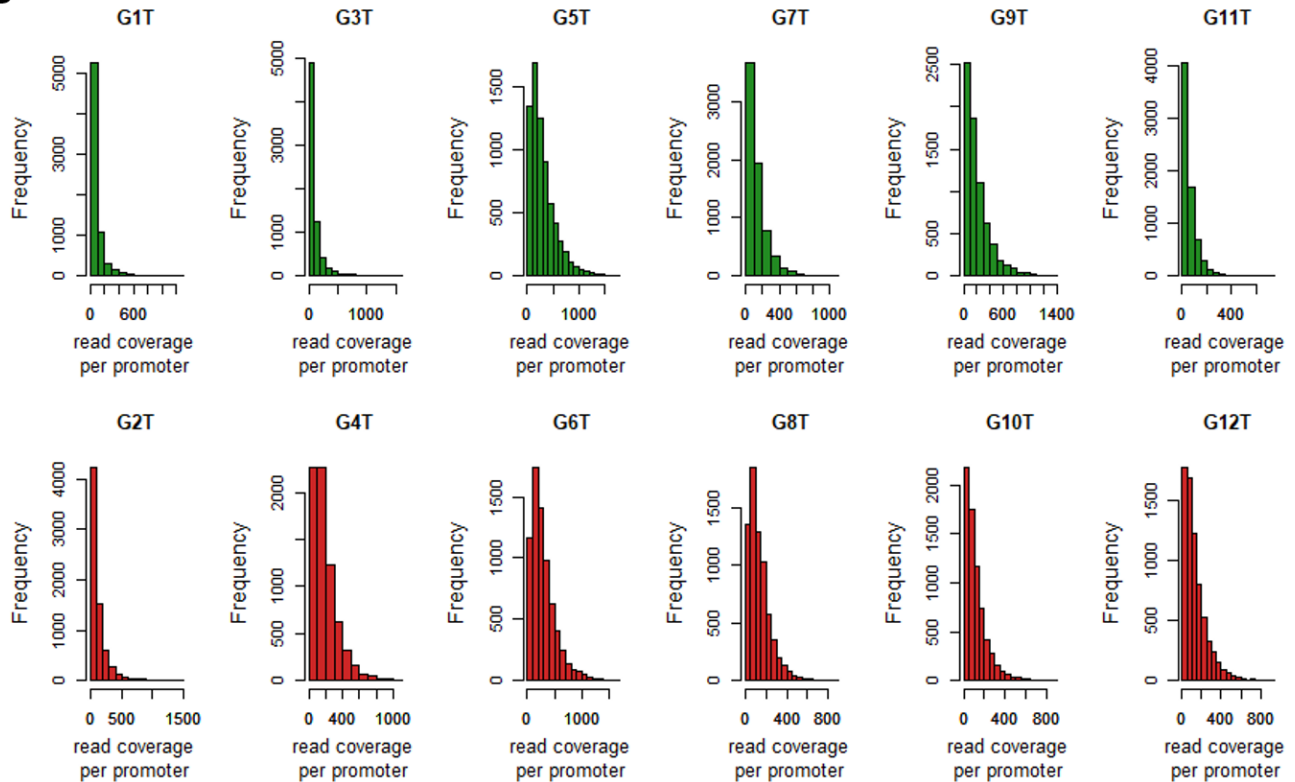 G1T G3T G5T G7T G9T G11T
Frequency Frequency Frequency Frequency Frequency Frequency
5000 5000 1500 3000 2500 4000
3000 3000 1000 2000 1500 3000
1000 1000 500 1000 500 2000
0 0 0 0 0 1000
0
0 600 0 1000 0 1000 0 400 1000 0 600 1400 0 400
read coverage read coverage read coverage read coverage read coverage read coverage
per promoter per promoter per promoter per promoter per promoter per promoter
G2T G4T G6T G8T G10T G12T
Frequency Frequency Frequency Frequency Frequency Frequency
4000 2000 1500 1500 2000 1500
3000 1000 1000 1000 1500 1000
2000 500 500 500 1000 500
1000 0 0 0 500 0
0 0
0 500 1500 0 400 1000 0 1000 0 400 800 0 400 800 0 400 800
read coverage read coverage read coverage read coverage read coverage read coverage
per promoter per promoter per promoter per promoter per promoter per promoter